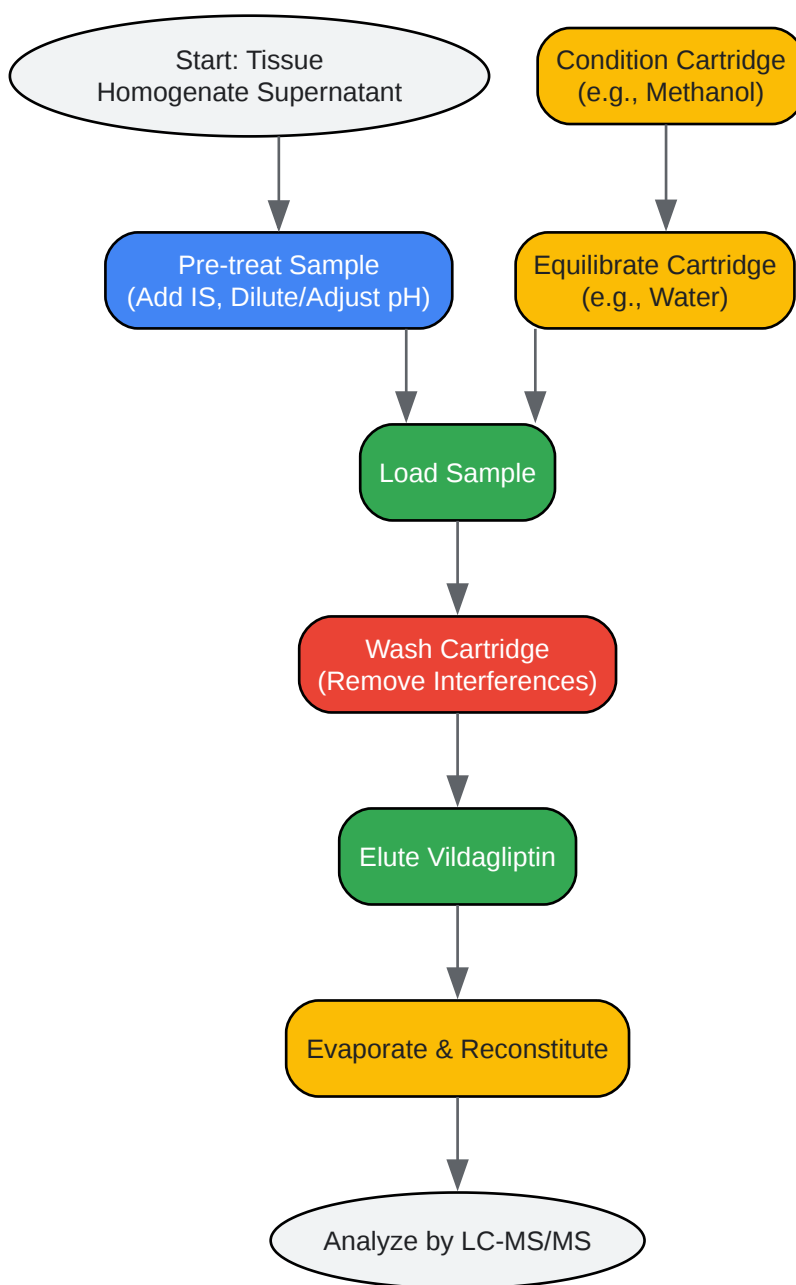 Start: Tissue
Homogenate Supernatant
Condition Cartridge
(e.g., Methanol)
Pre-treat Sample
(Add IS, Dilute/Adjust pH)
Equilibrate Cartridge
(e.g., Water)
Load Sample
Wash Cartridge
(Remove Interferences)
Elute Vildagliptin
Evaporate & Reconstitute
Analyze by LC-MS/MS